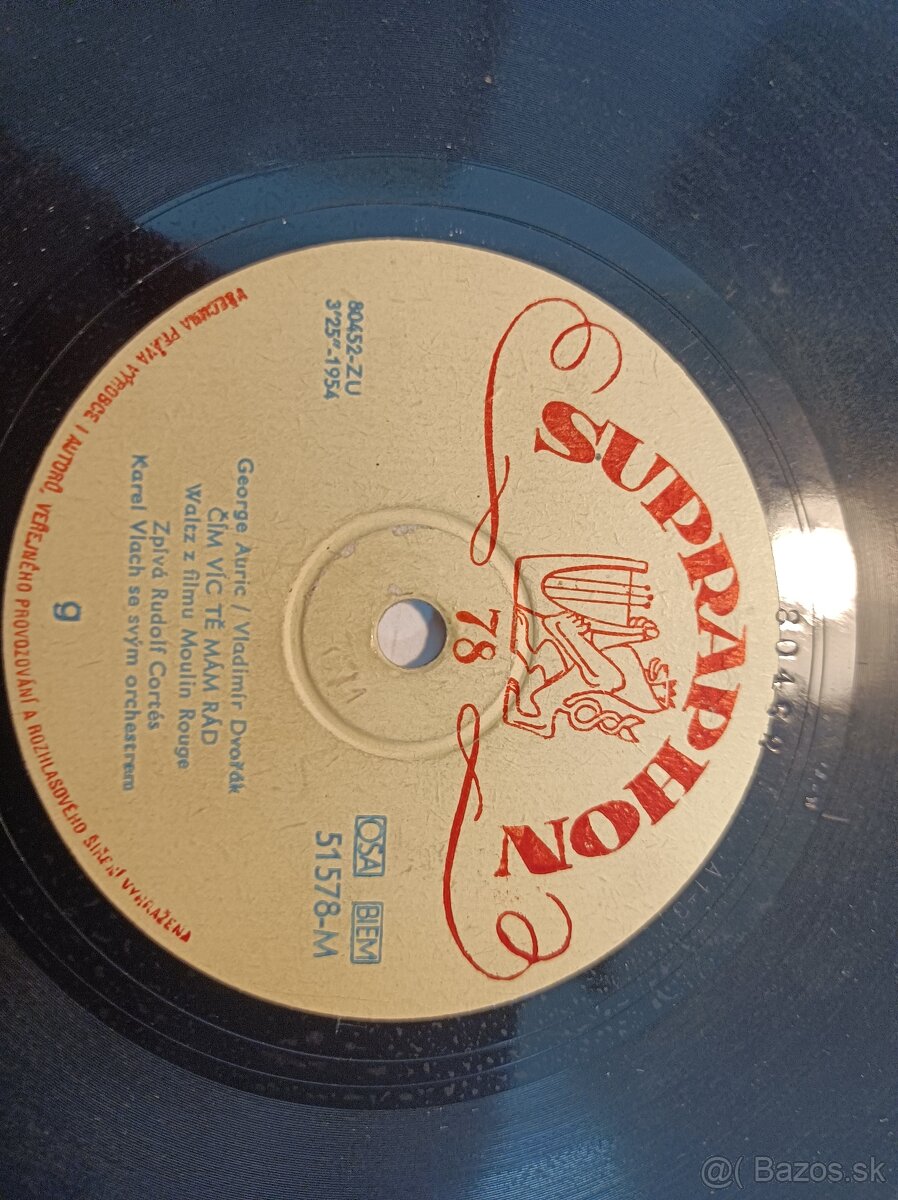 SUPRAPHON
78
80452-ZU
3'25"-1954
OSA BIEM
51578-M
George Auric / Vladimír Dvořák
ČÍM VÍC TĚ MÁM RÁD
Waltz z filmu Moulin Rouge
Zpívá Rudolf Cortés
Karel Vlach se svým orchestrem
g
VŠECHNA PRÁVA VÝROBCE I AUTORŮ, VEŘEJNÉHO PROVOZOVÁNÍ A ROZHLASOVÉHO ŠÍŘENÍ VYHRAZENA
@( Bazos.sk